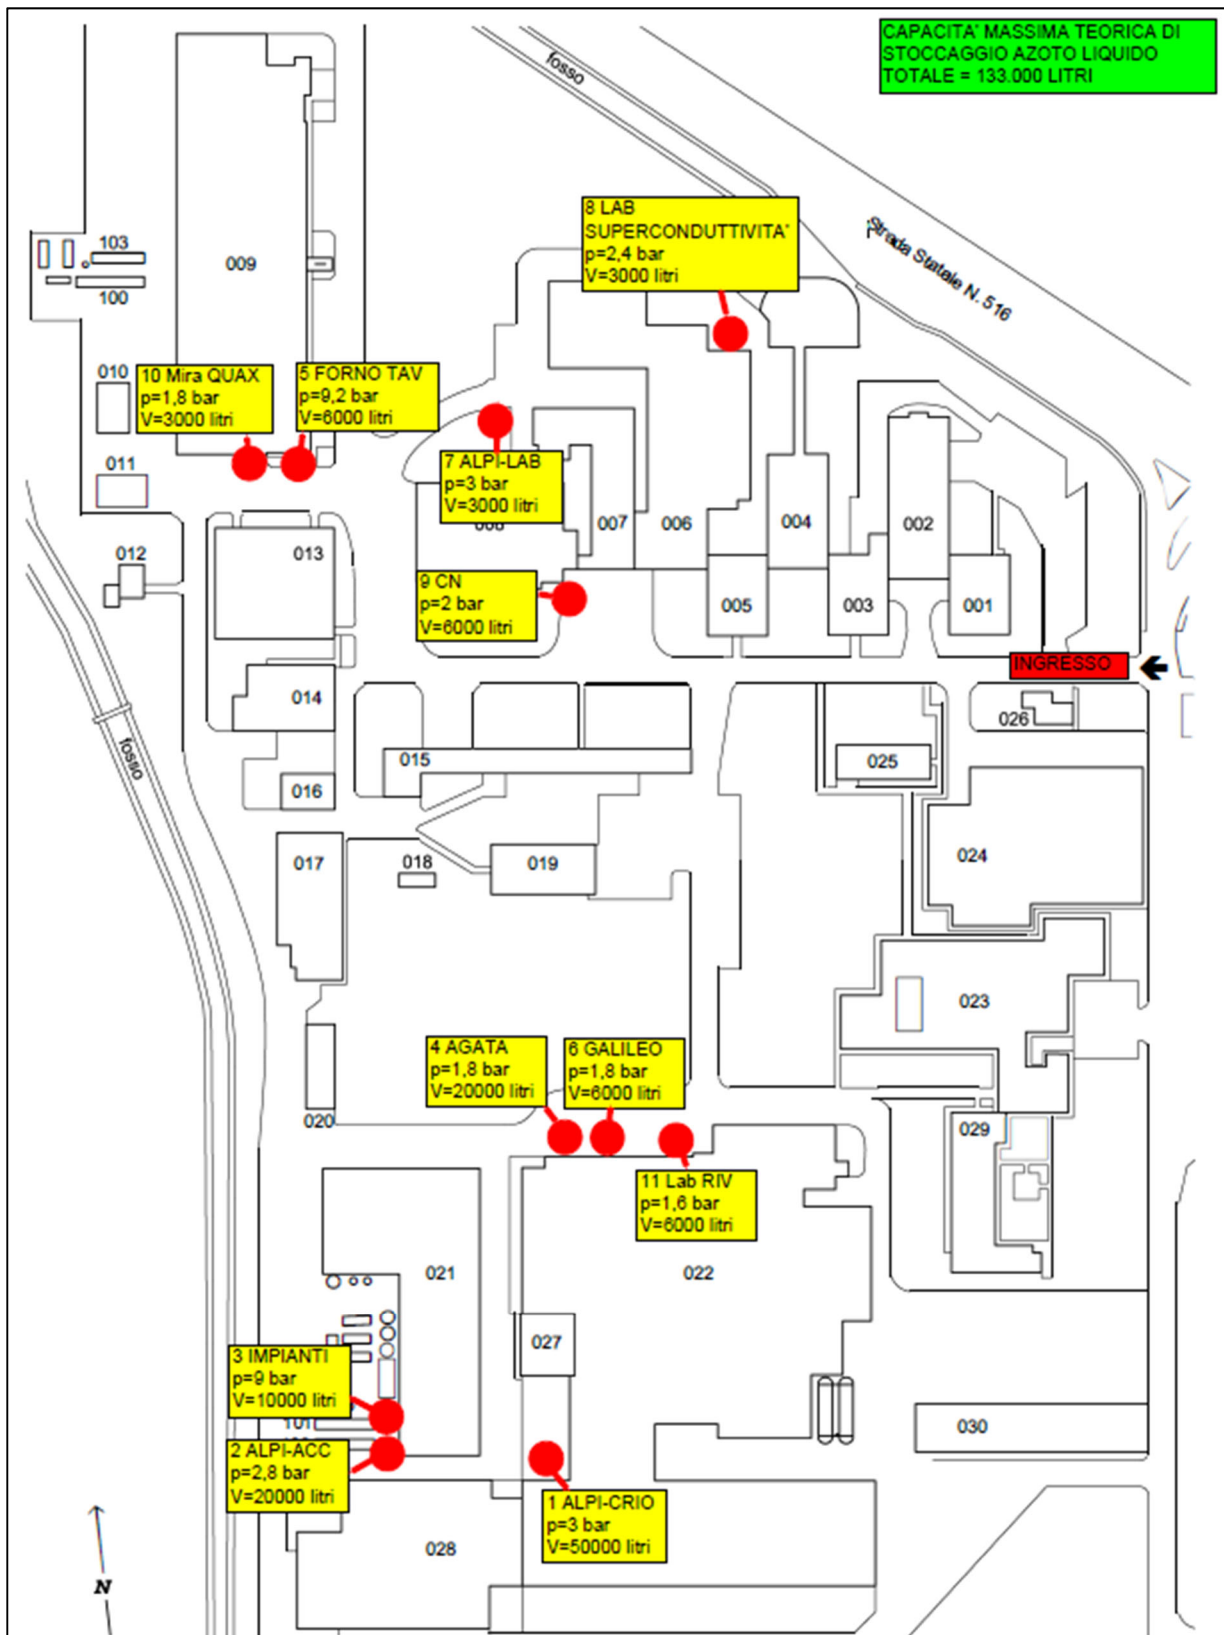 CAPACITA' MASSIMA TEORICA DI
STOCCAGGIO AZOTO LIQUIDO
TOTALE = 133.000 LITRI
fosso
8 LAB
SUPERCONDUTTIVITA'
p=2,4 bar
V=3000 litri
Strada Statale N. 516
103
100
009
010
10 Mira QUAX
p=1,8 bar
V=3000 litri
5 FORNO TAV
p=9,2 bar
V=6000 litri
7 ALPI-LAB
p=3 bar
V=3000 litri
011
012
013
007
006
004
002
9 CN
p=2 bar
V=6000 litri
005
003
001
INGRESSO
014
026
fosso
015
025
016
017
018
019
024
023
4 AGATA
p=1,8 bar
V=20000 litri
6 GALILEO
p=1,8 bar
V=6000 litri
020
029
11 Lab RIV
p=1,6 bar
V=6000 litri
021
022
027
3 IMPIANTI
p=9 bar
V=10000 litri
101
030
2 ALPI-ACC
p=2,8 bar
V=20000 litri
1 ALPI-CRIO
p=3 bar
V=50000 litri
028
N